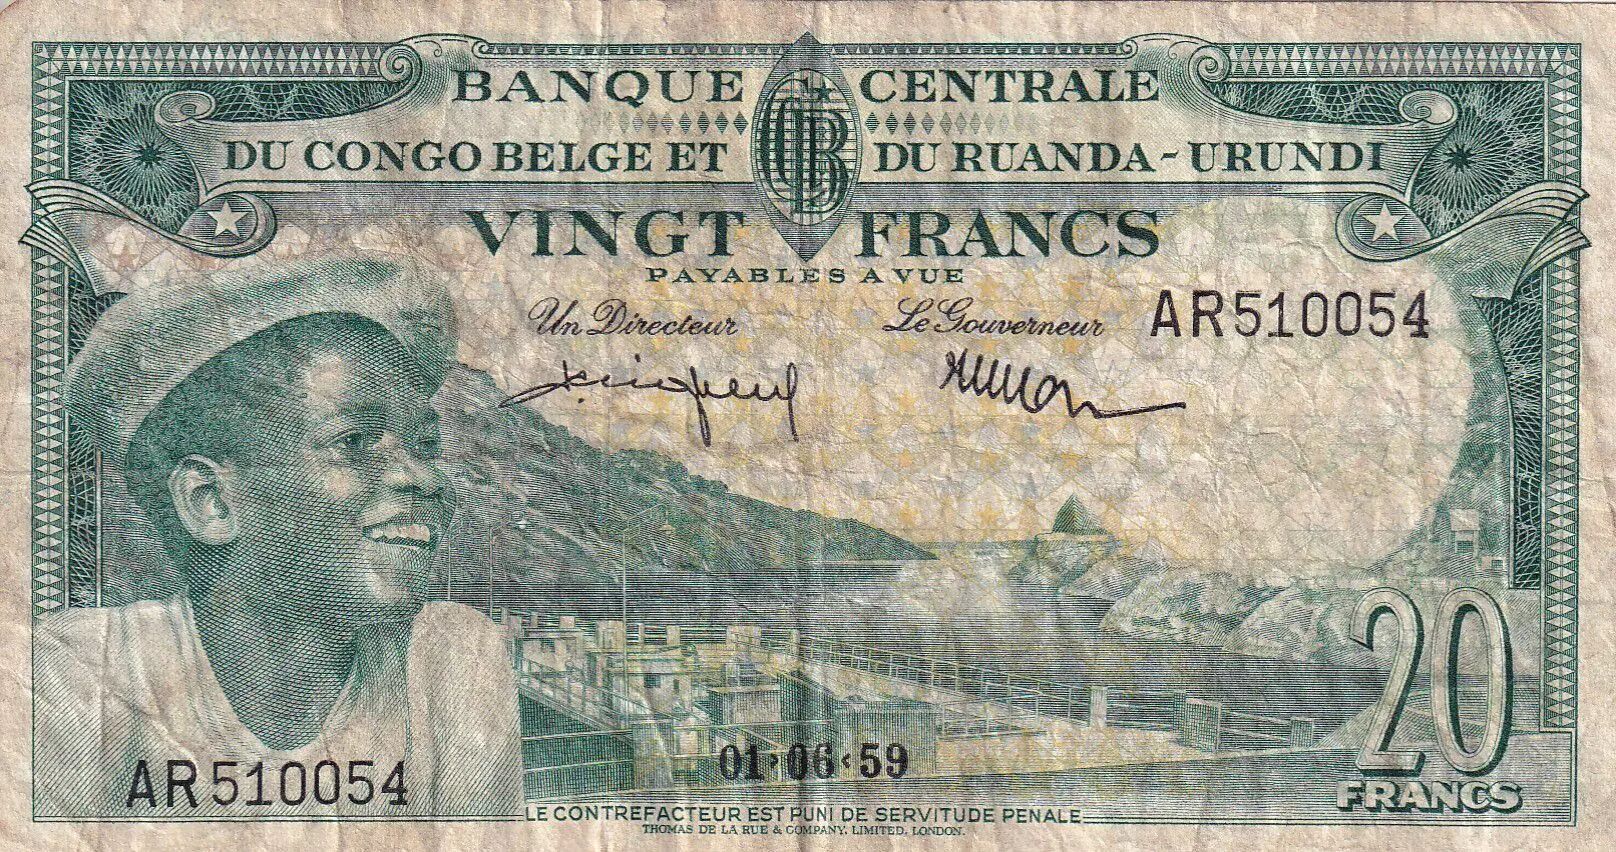 BANQUE CENTRALE
DU CONGO BELGE ET DU RUANDA-URUNDI
VINGT FRANCS
PAYABLES A VUE
Un Directeur Le Gouverneur AR510054
20
FRANCS
01·06·59
AR510054
LE CONTREFACTEUR EST PUNI DE SERVITUDE PENALE
THOMAS DE LA RUE & COMPANY, LIMITED, LONDON.